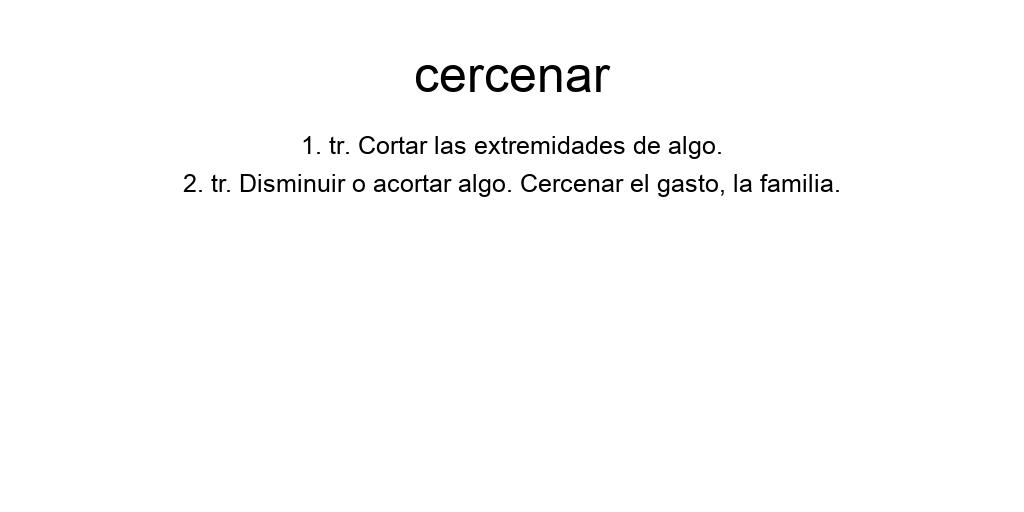 cercenar
1. tr. Cortar las extremidades de algo.
2. tr. Disminuir o acortar algo. Cercenar el gasto, la familia.